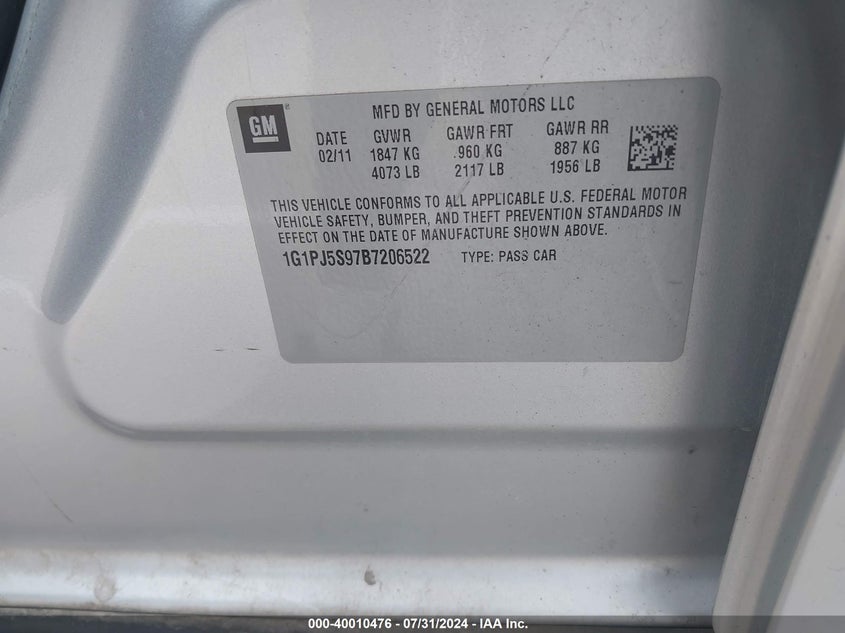 GM
MFD BY GENERAL MOTORS LLC
DATE GVWR GAWR FRT GAWR RR
02/11 1847 KG .960 KG 887 KG
4073 LB 2117 LB 1956 LB
THIS VEHICLE CONFORMS TO ALL APPLICABLE U.S. FEDERAL MOTOR
VEHICLE SAFETY, BUMPER, AND THEFT PREVENTION STANDARDS IN
EFFECT ON THE DATE OF MANUFACTURE SHOWN ABOVE.
1G1PJ5S97B7206522 TYPE: PASS CAR
000-40010476 - 07/31/2024 - IAA Inc.